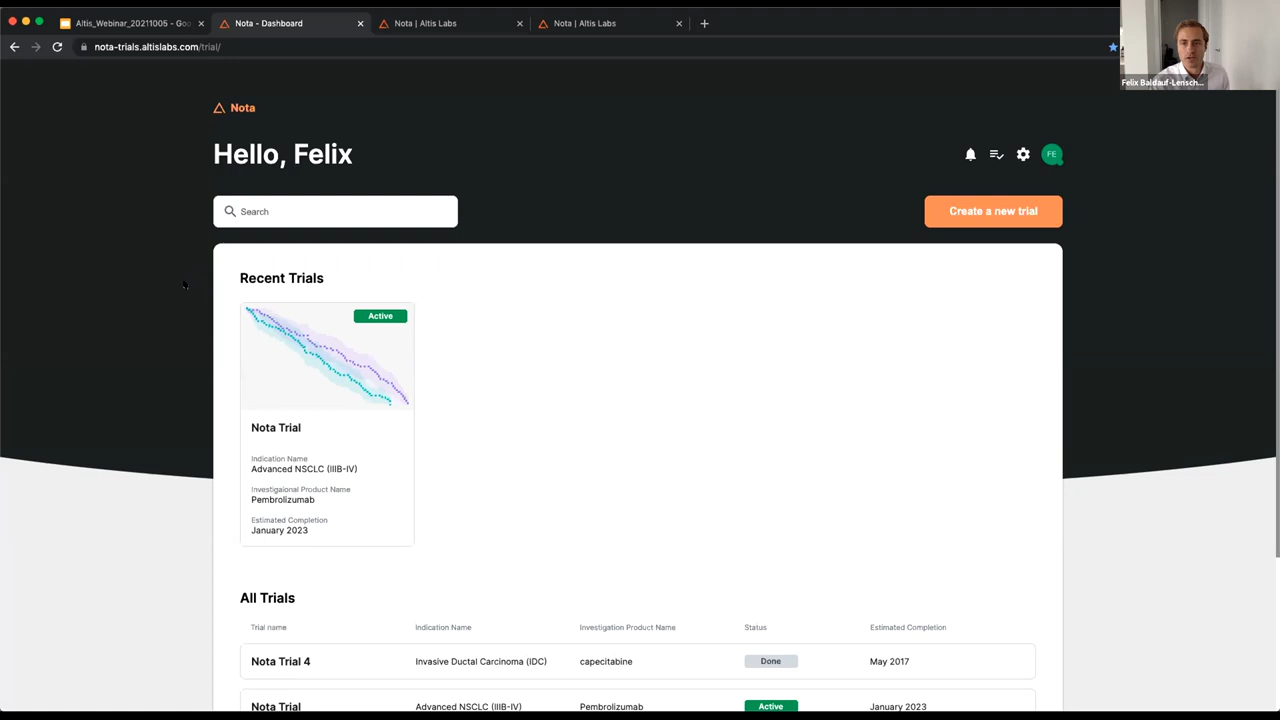 Altis_Webinar_20211005 - Goo
Nota - Dashboard
Nota | Altis Labs
Nota | Altis Labs
nota-trials.altislabs.com/trial/
Felix Baldauf-Lensch...
Nota
Hello, Felix
FE
Search
Create a new trial
Recent Trials
Active
Nota Trial
Indication Name
Advanced NSCLC (IIIB-IV)
Investigaional Product Name
Pembrolizumab
Estimated Completion
January 2023
All Trials
Trial name Indication Name Investigation Product Name Status Estimated Completion
Nota Trial 4 Invasive Ductal Carcinoma (IDC) capecitabine Done May 2017
Nota Trial Advanced NSCLC (IIIB-IV) Pembrolizumab Active January 2023